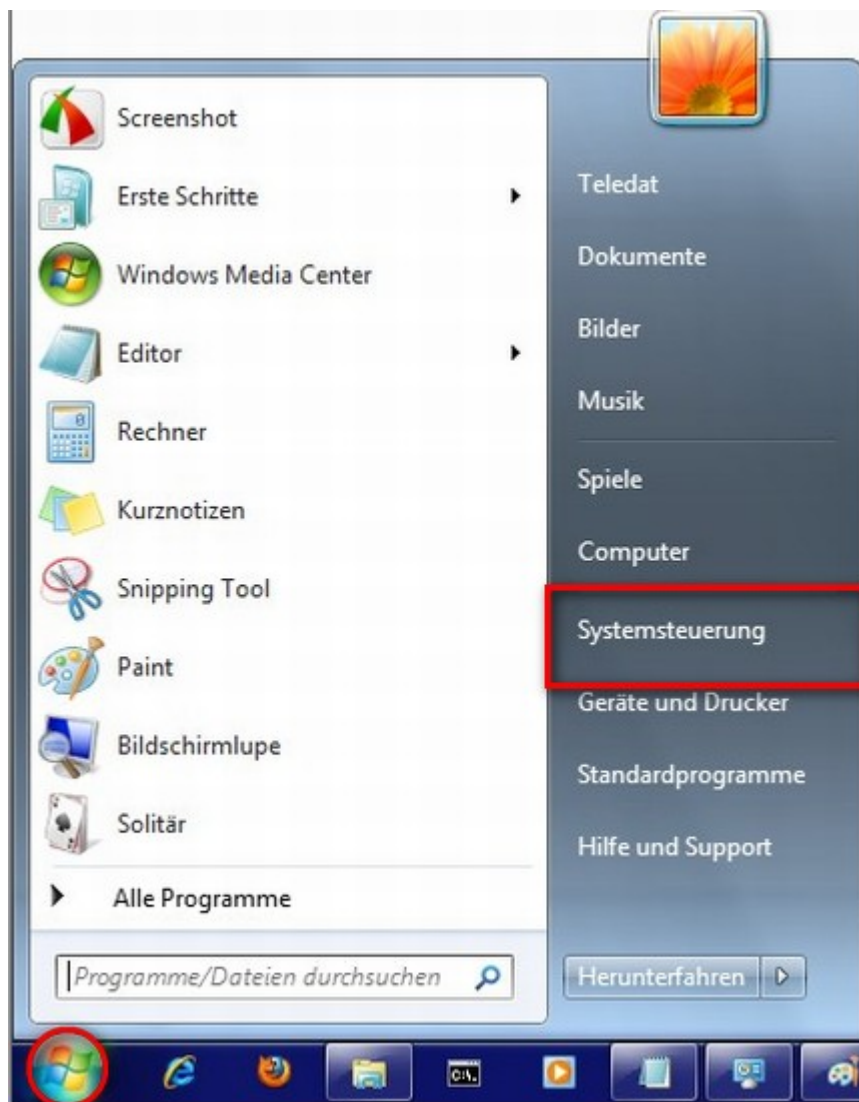 Screenshot
Erste Schritte
Windows Media Center
Editor
Rechner
Kurznotizen
Snipping Tool
Paint
Bildschirmlupe
Solitär
Alle Programme
Programme/Dateien durchsuchen
Teledat
Dokumente
Bilder
Musik
Spiele
Computer
Systemsteuerung
Geräte und Drucker
Standardprogramme
Hilfe und Support
Herunterfahren
C:\.